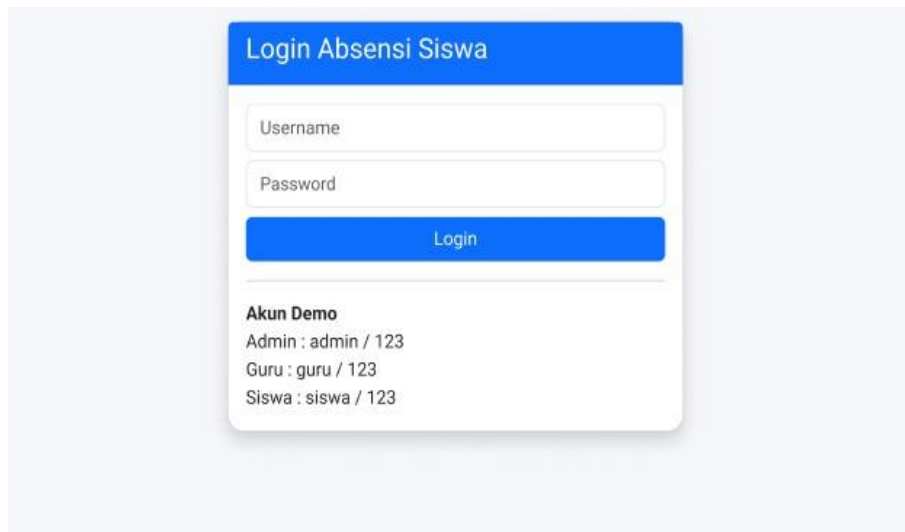 Login Absensi Siswa
Username
Password
Login
Akun Demo
Admin : admin / 123
Guru : guru / 123
Siswa : siswa / 123